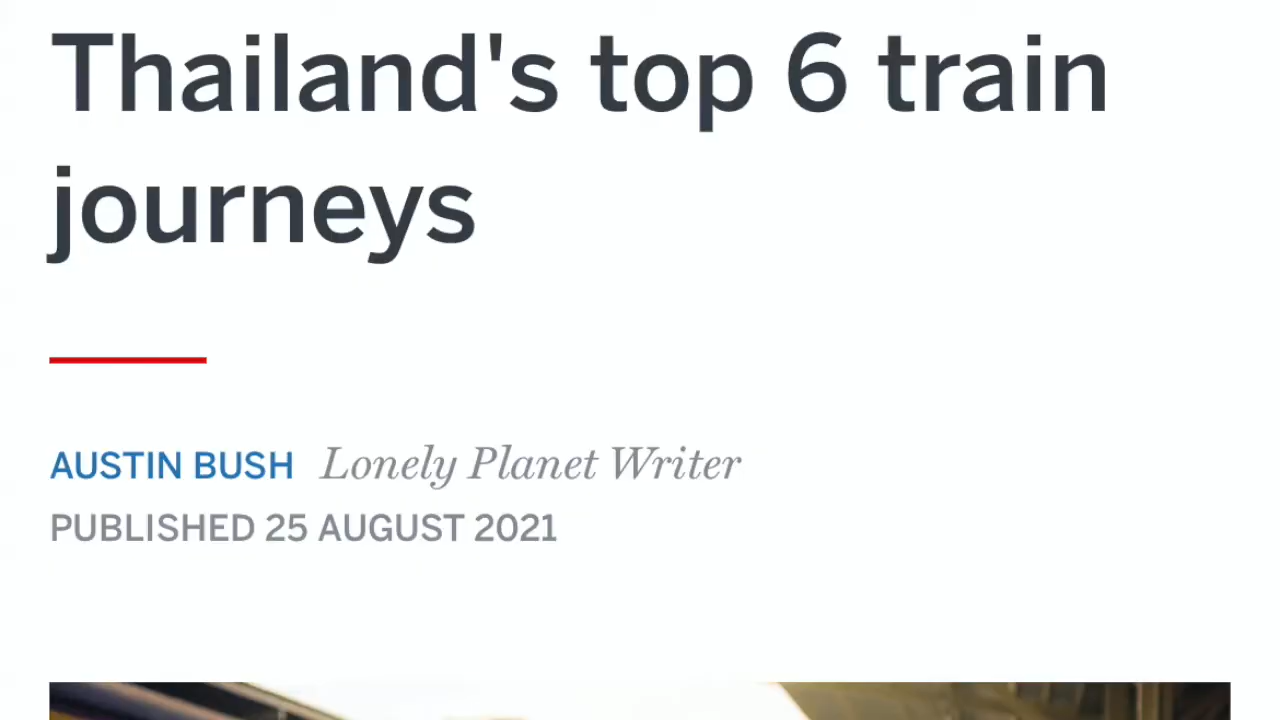 Thailand's top 6 train
journeys
AUSTIN BUSH Lonely Planet Writer
PUBLISHED 25 AUGUST 2021